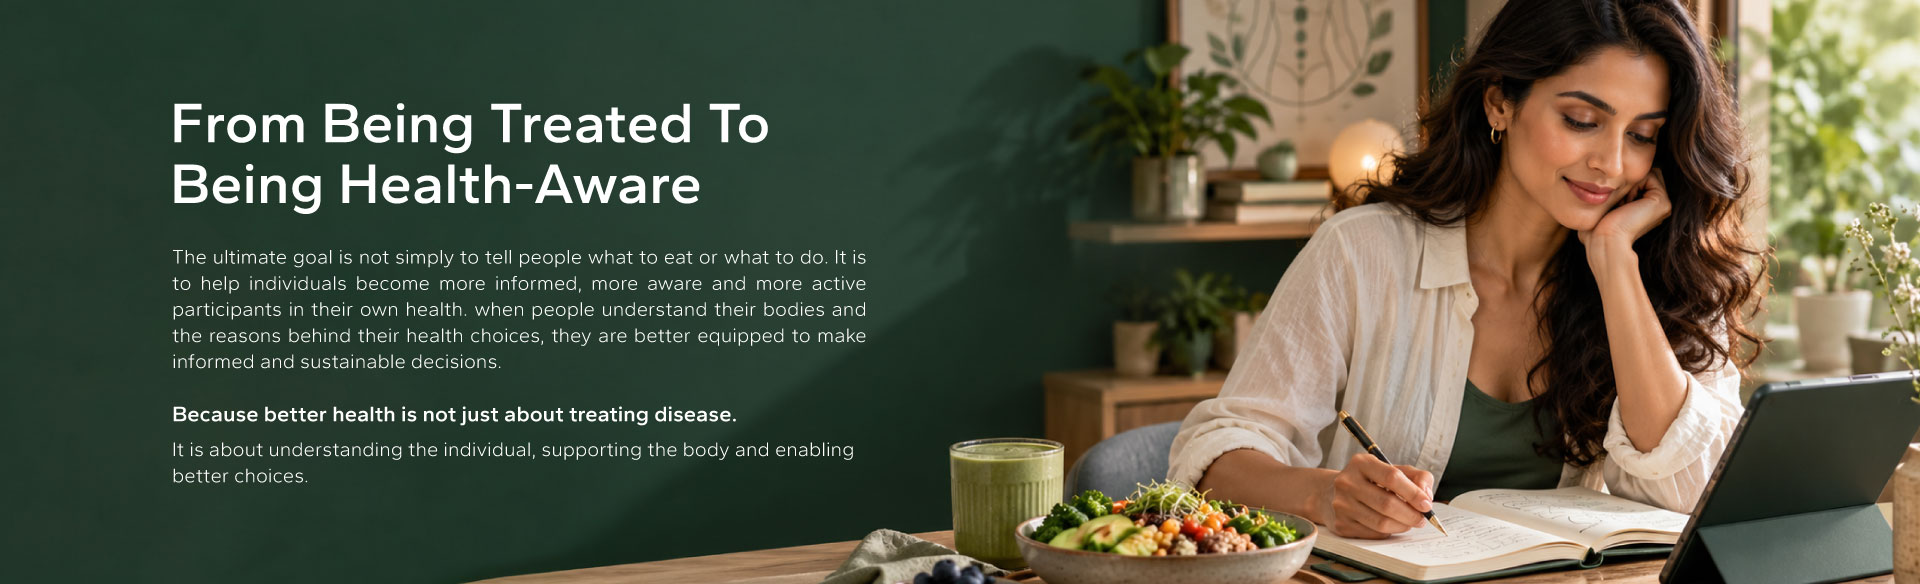 From Being Treated To
Being Health-Aware
The ultimate goal is not simply to tell people what to eat or what to do. It is
to help individuals become more informed, more aware and more active
participants in their own health. when people understand their bodies and
the reasons behind their health choices, they are better equipped to make
informed and sustainable decisions.
Because better health is not just about treating disease.
It is about understanding the individual, supporting the body and enabling
better choices.